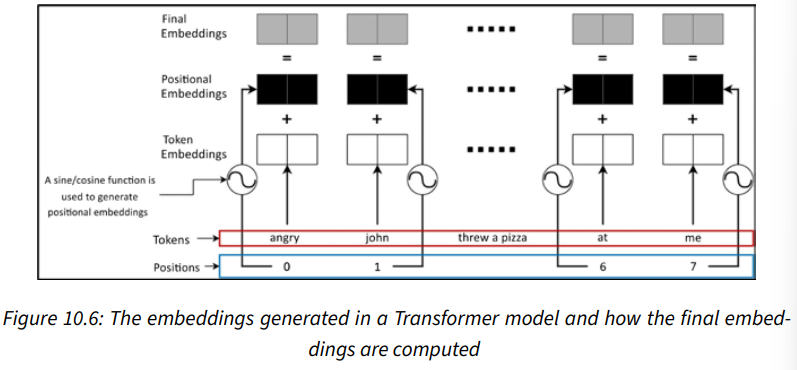 Final
Embeddings
=
=
=
=
Positional
Embeddings
+
+
+
+
Token
Embeddings
A sine/cosine function is
used to generate
positional embeddings
Tokens angry john threw a pizza at me
Positions 0 1 6 7
Figure 10.6: The embeddings generated in a Transformer model and how the final embed-
dings are computed